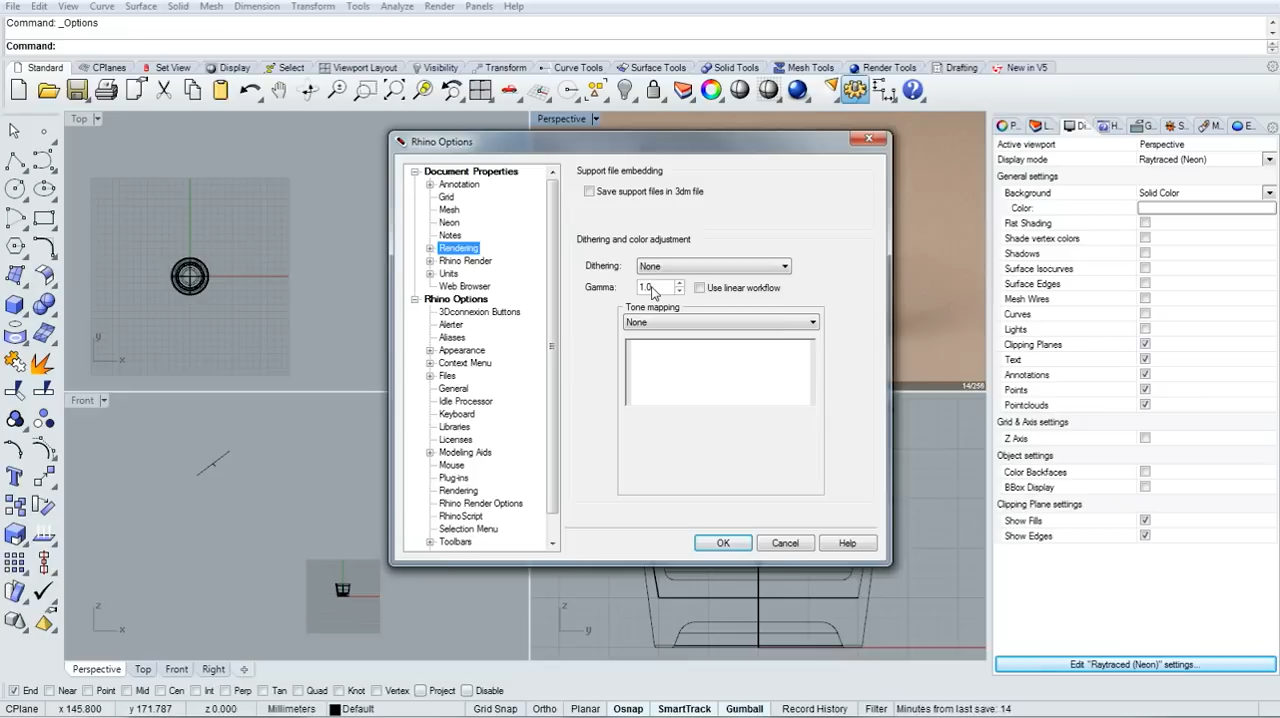 File Edit View Curve Surface Solid Mesh Dimension Transform Tools Analyze Render Panels Help
Command: _Options
Command:
Standard CPlanes Set View Display Select Viewport Layout Visibility Transform Curve Tools Surface Tools Solid Tools Mesh Tools Render Tools Drafting New in V5
Top
Perspective
Rhino Options
Document Properties
Annotation
Grid
Mesh
Neon
Notes
Rendering
Rhino Render
Units
Web Browser
Rhino Options
3Dconnexion Buttons
Alerter
Aliases
Appearance
Context Menu
Files
General
Idle Processor
Keyboard
Libraries
Licenses
Modeling Aids
Mouse
Plug-ins
Rendering
Rhino Render Options
RhinoScript
Selection Menu
Toolbars
Support file embedding
Save support files in 3dm file
Dithering and color adjustment
Dithering: None
Gamma: 1.0 Use linear workflow
Tone mapping
None
OK Cancel Help
14/256
P... L... Di... H... G... S... M... E...
Active viewport Perspective
Display mode Raytraced (Neon)
General settings
Background Solid Color
Color:
Flat Shading
Shade vertex colors
Shadows
Surface Isocurves
Surface Edges
Mesh Wires
Curves
Lights
Clipping Planes
Text
Annotations
Points
Pointclouds
Grid & Axis settings
Z Axis
Object settings
Color Backfaces
BBox Display
Clipping Plane settings
Show Fills
Show Edges
Edit "Raytraced (Neon)" settings...
y
x
Front
z
x
z
y
Perspective Top Front Right
End Near Point Mid Cen Int Perp Tan Quad Knot Vertex Project Disable
CPlane x 145.800 y 171.787 z 0.000 Millimeters Default Grid Snap Ortho Planar Osnap SmartTrack Gumball Record History Filter Minutes from last save: 14